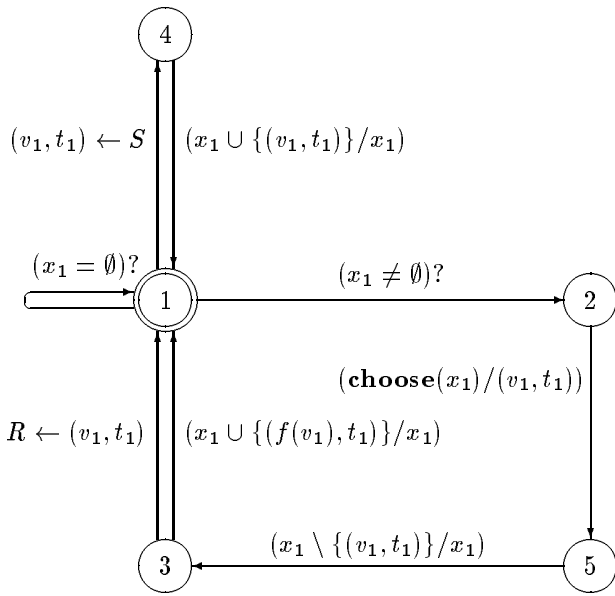 4
(v₁, t₁) ← S (x₁ ∪ {(v₁, t₁)}/x₁)
(x₁ = ∅)? (x₁ ≠ ∅)?
1 2
(choose(x₁)/(v₁, t₁))
R ← (v₁, t₁) (x₁ ∪ {(f(v₁), t₁)}/x₁)
(x₁ \ {(v₁, t₁)}/x₁)
3 5